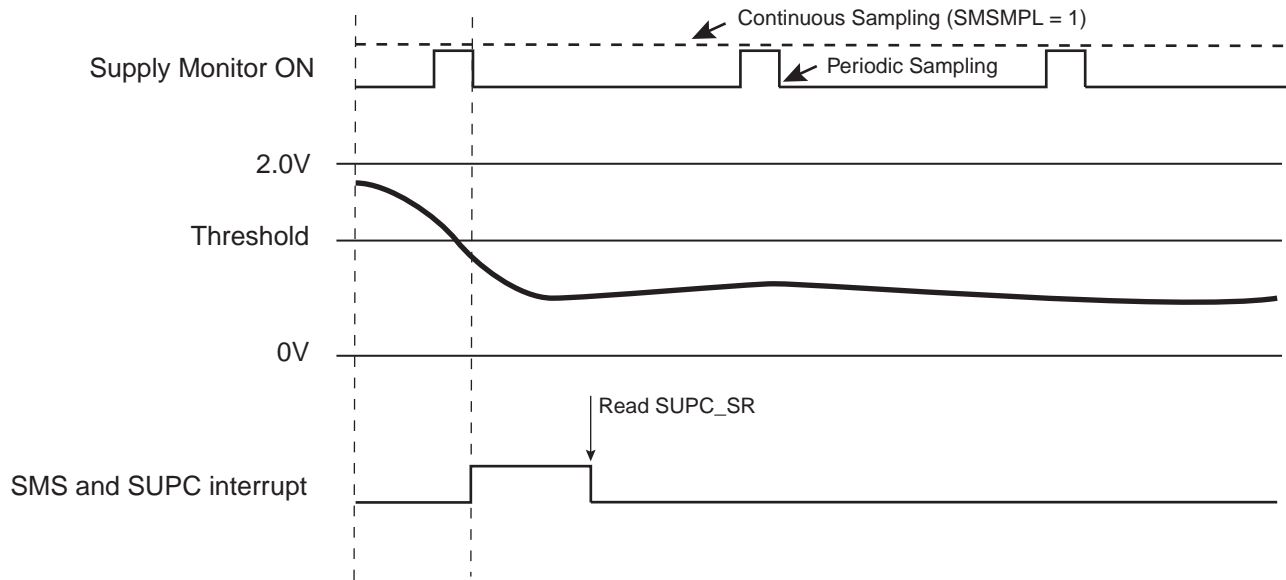 Continuous Sampling (SMSMPL = 1)
Supply Monitor ON
Periodic Sampling
2.0V
Threshold
0V
Read SUPC_SR
SMS and SUPC interrupt